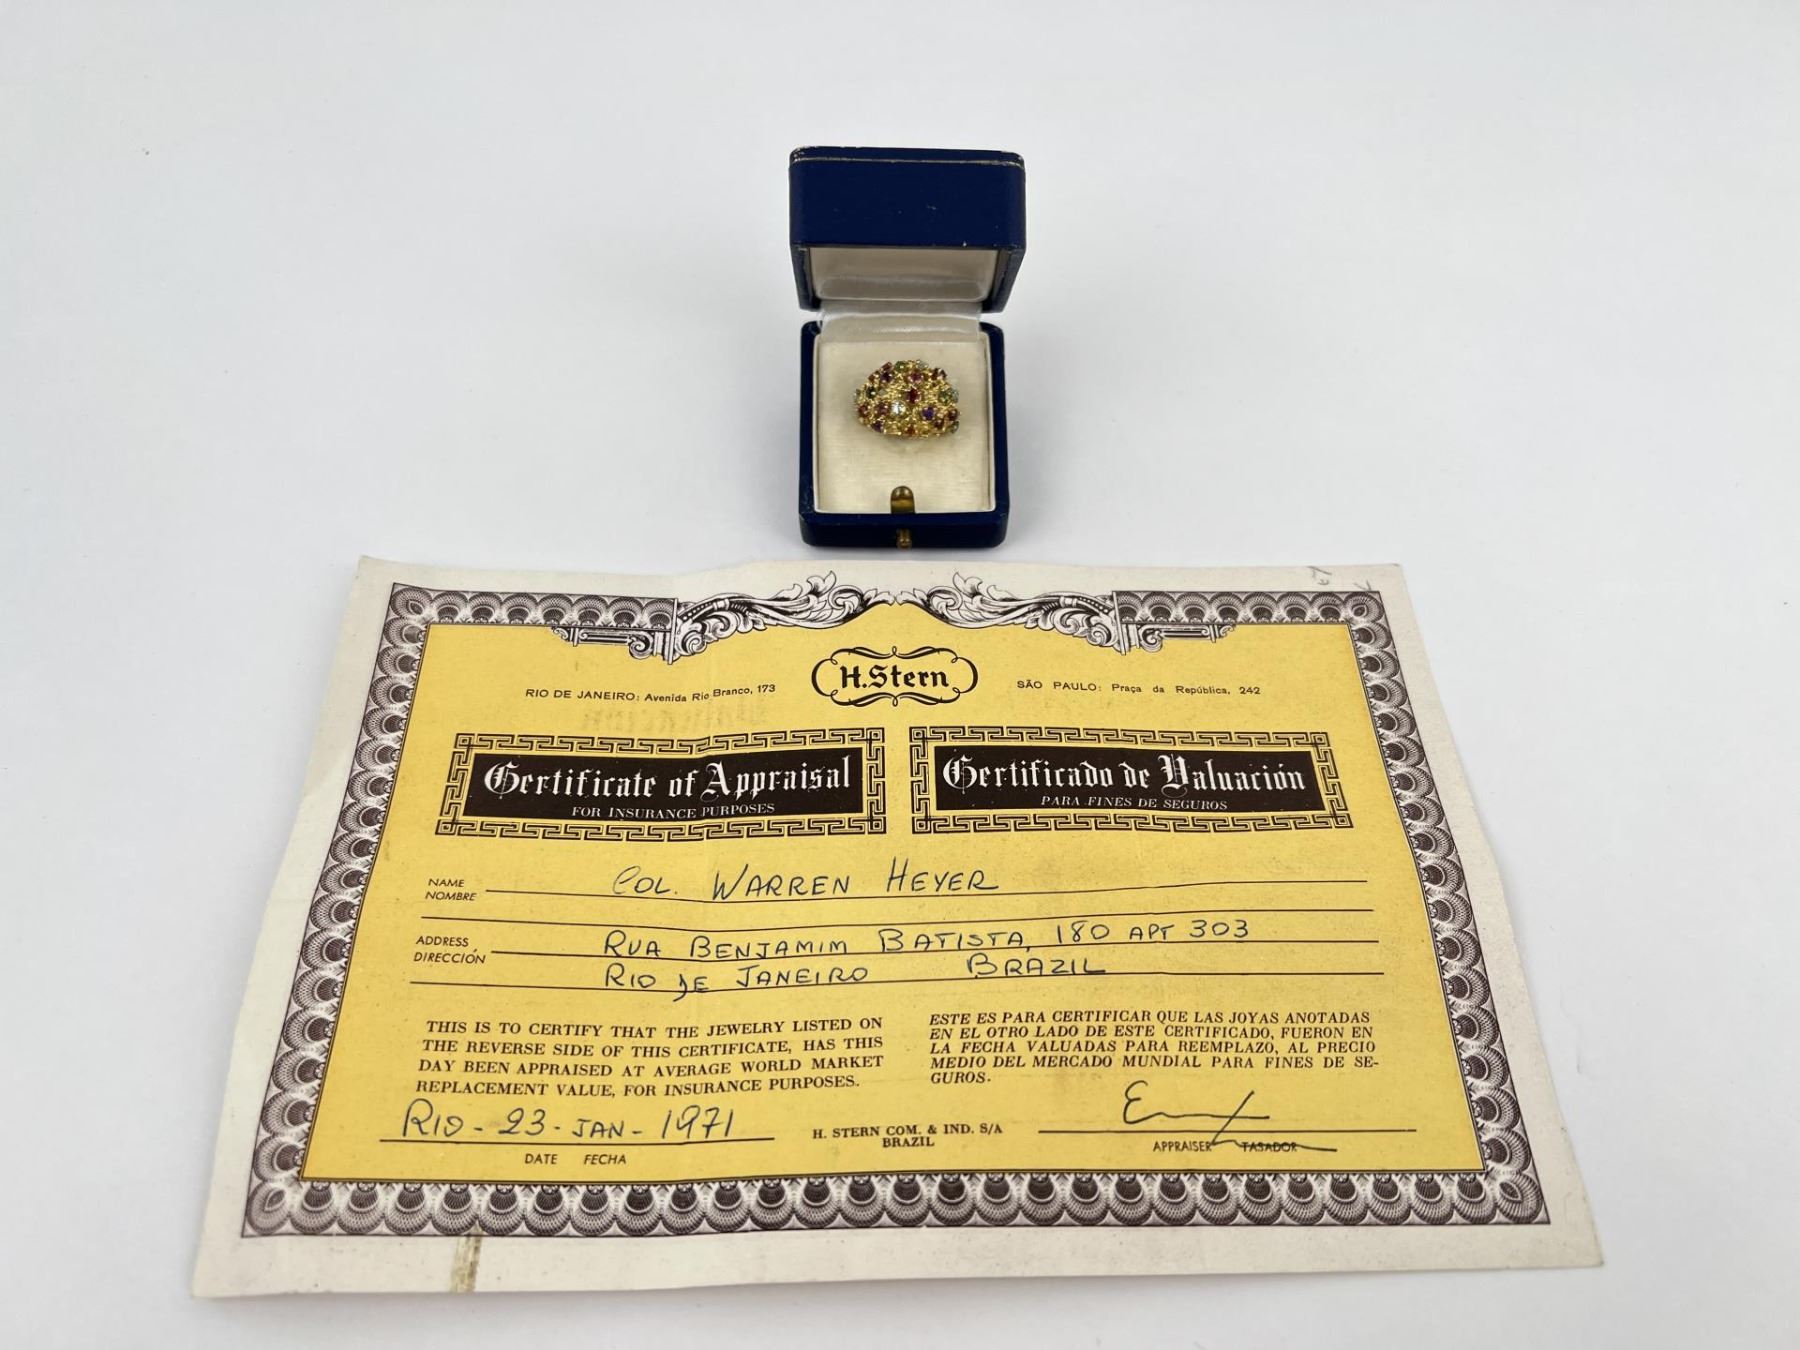 H.Stern
RIO DE JANEIRO: Avenida Rio Branco, 173
SÃO PAULO: Praça da República, 242
Certificate of Appraisal
FOR INSURANCE PURPOSES
Certificado de Valuación
PARA FINES DE SEGUROS
NAME COL. WARREN HEYER
NOMBRE
ADDRESS RUA BENJAMIM BATISTA, 180 APT 303
DIRECCIÓN RIO DE JANEIRO BRAZIL
THIS IS TO CERTIFY THAT THE JEWELRY LISTED ON
THE REVERSE SIDE OF THIS CERTIFICATE, HAS THIS
DAY BEEN APPRAISED AT AVERAGE WORLD MARKET
REPLACEMENT VALUE, FOR INSURANCE PURPOSES.
ESTE ES PARA CERTIFICAR QUE LAS JOYAS ANOTADAS
EN EL OTRO LADO DE ESTE CERTIFICADO, FUERON EN
LA FECHA VALUADAS PARA REEMPLAZO, AL PRECIO
MEDIO DEL MERCADO MUNDIAL PARA FINES DE SE-
GUROS.
RIO - 23 - JAN - 1971
DATE FECHA
H. STERN COM. & IND. S/A
BRAZIL
APPRAISER TASADOR